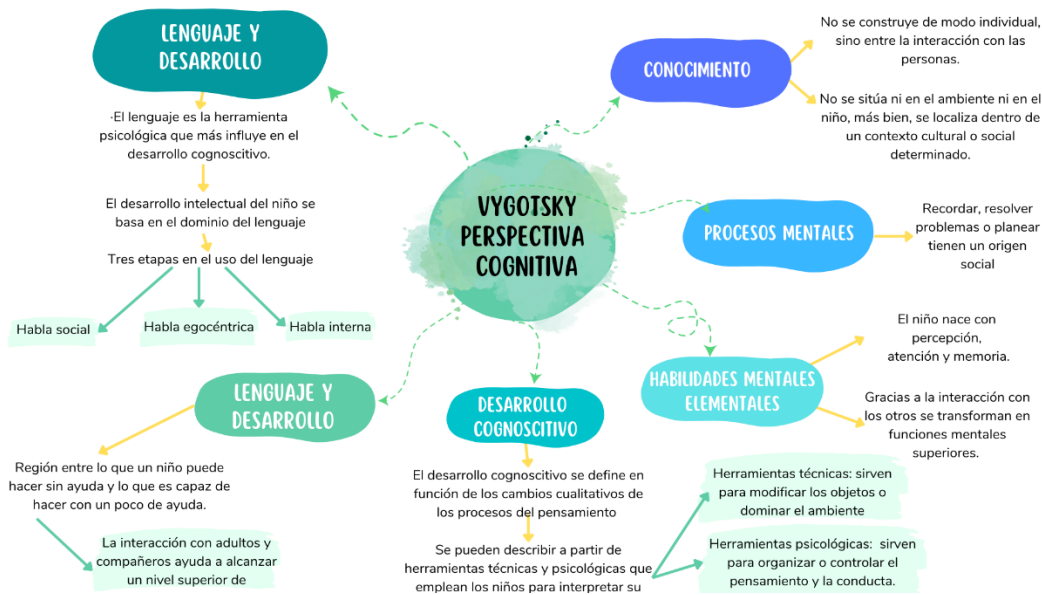 LENGUAJE Y
DESARROLLO
·El lenguaje es la herramienta
psicológica que más influye en el
desarrollo cognoscitivo.
El desarrollo intelectual del niño se
basa en el dominio del lenguaje
Tres etapas en el uso del lenguaje
Habla social
Habla egocéntrica
Habla interna
VYGOTSKY
PERSPECTIVA
COGNITIVA
CONOCIMIENTO
No se construye de modo individual,
sino entre la interacción con las
personas.
No se sitúa ni en el ambiente ni en el
niño, más bien, se localiza dentro de
un contexto cultural o social
determinado.
PROCESOS MENTALES
Recordar, resolver
problemas o planear
tienen un origen
social
HABILIDADES MENTALES
ELEMENTALES
El niño nace con
percepción,
atención y memoria.
Gracias a la interacción con
los otros se transforman en
funciones mentales
superiores.
LENGUAJE Y
DESARROLLO
Región entre lo que un niño puede
hacer sin ayuda y lo que es capaz de
hacer con un poco de ayuda.
La interacción con adultos y
compañeros ayuda a alcanzar
un nivel superior de
DESARROLLO
COGNOSCITIVO
El desarrollo cognoscitivo se define en
función de los cambios cualitativos de
los procesos del pensamiento
Se pueden describir a partir de
herramientas técnicas y psicológicas que
emplean los niños para interpretar su
Herramientas técnicas: sirven
para modificar los objetos o
dominar el ambiente
Herramientas psicológicas: sirven
para organizar o controlar el
pensamiento y la conducta.